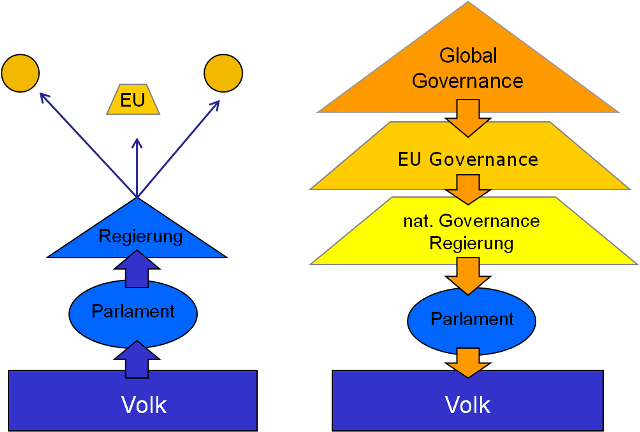 EU
Regierung
Parlament
Volk
Global
Governance
EU Governance
nat. Governance
Regierung
Parlament
Volk